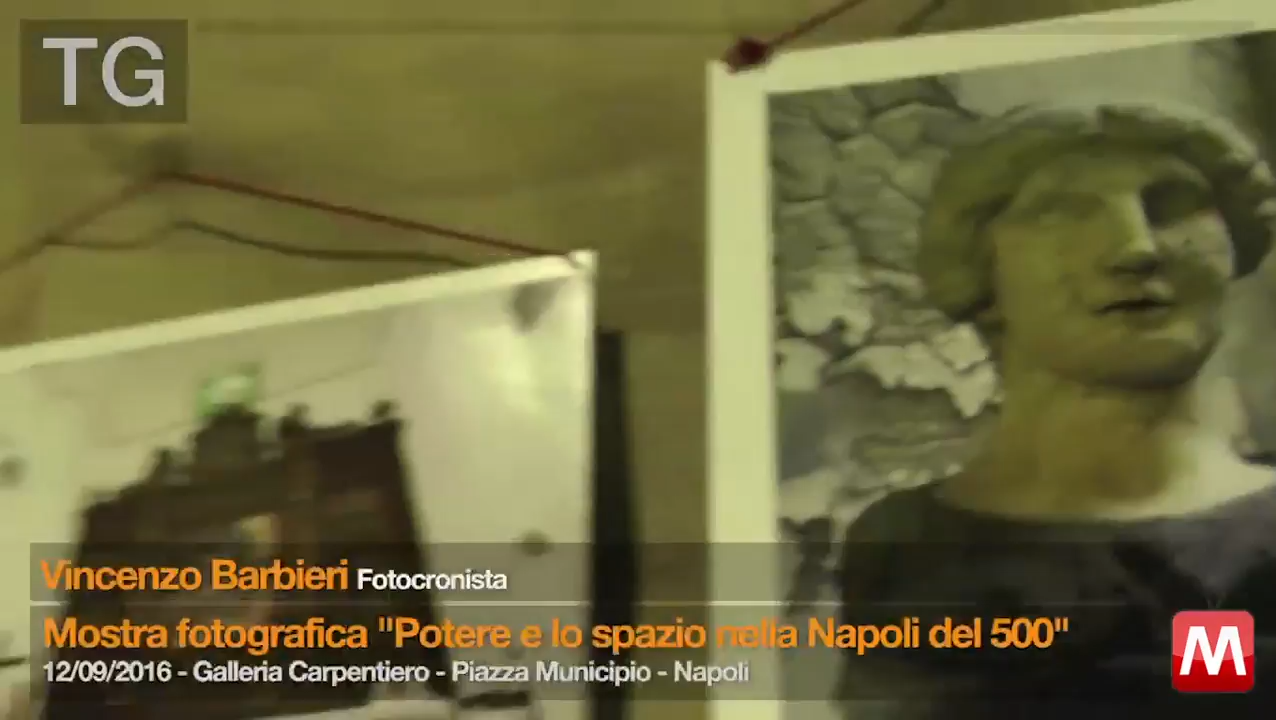 TG
Vincenzo Barbieri Fotocronista
Mostra fotografica "Potere e lo spazio nella Napoli del 500"
12/09/2016 - Galleria Carpentiero - Piazza Municipio - Napoli
M